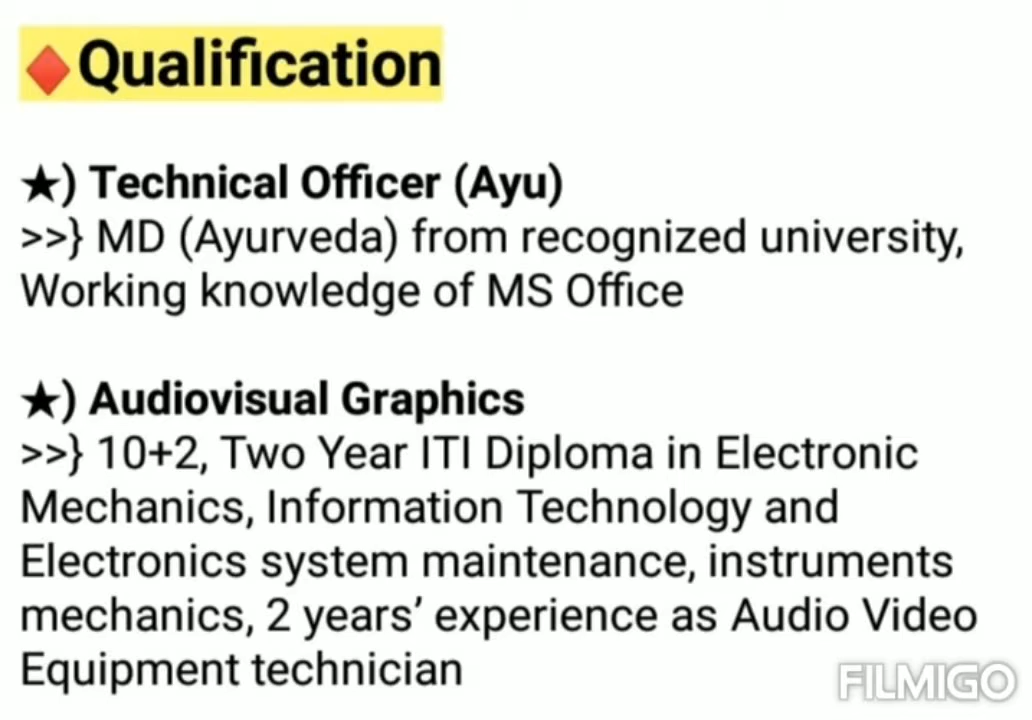 ♦Qualification
★) Technical Officer (Ayu)
>>} MD (Ayurveda) from recognized university,
Working knowledge of MS Office
★) Audiovisual Graphics
>>} 10+2, Two Year ITI Diploma in Electronic
Mechanics, Information Technology and
Electronics system maintenance, instruments
mechanics, 2 years’ experience as Audio Video
Equipment technician
FILMIGO